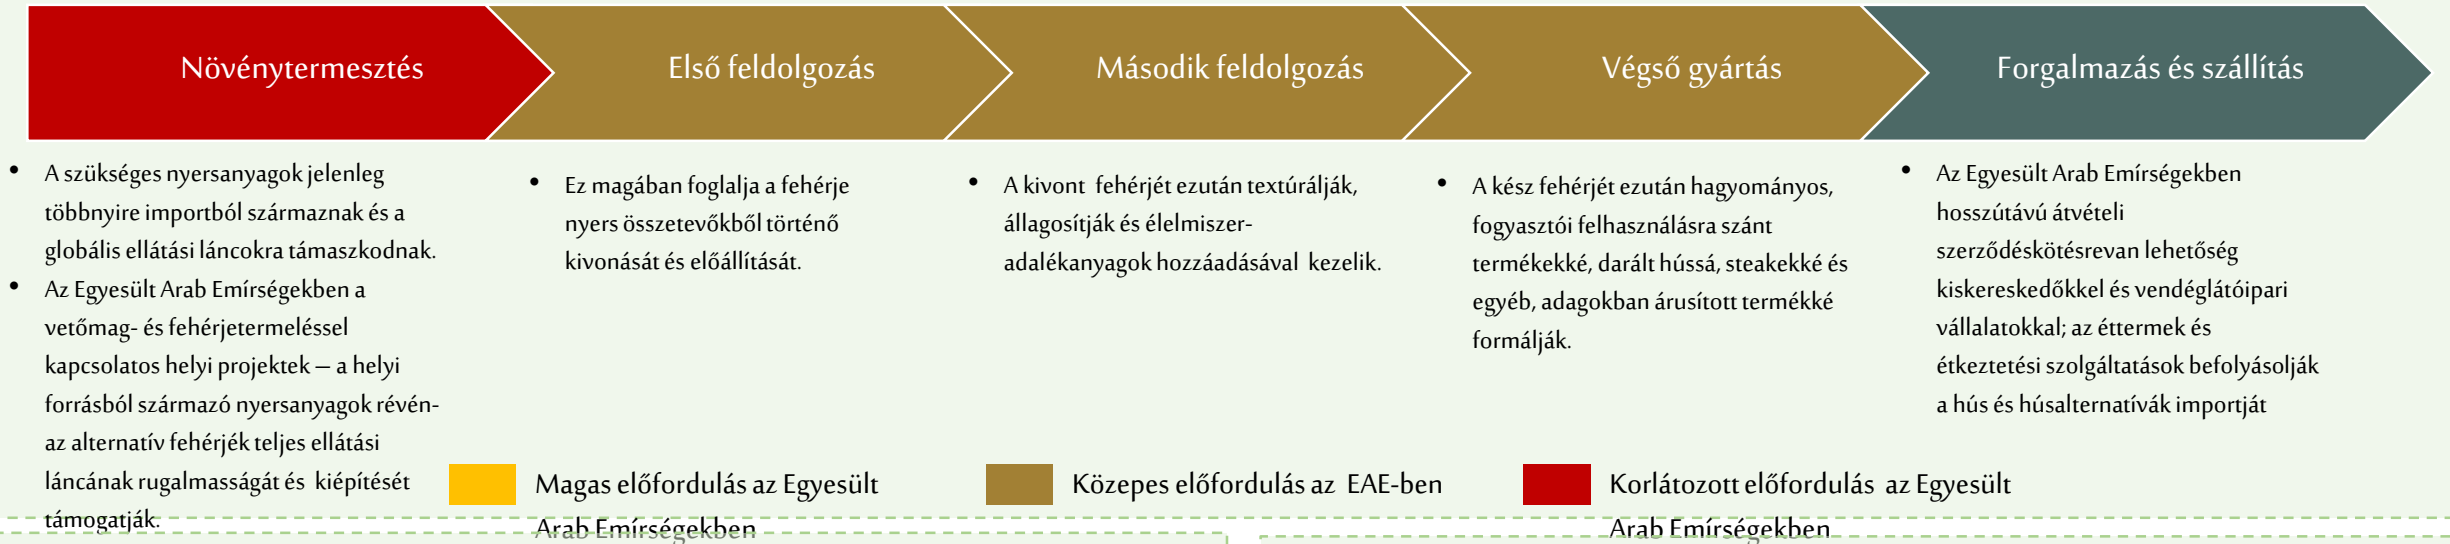 Növénytermesztés
Első feldolgozás
Második feldolgozás
Végső gyártás
Forgalmazás és szállítás
• A szükséges nyersanyagok jelenleg
többnyire importból származnak és a
globális ellátási láncokra támaszkodnak.
• Az Egyesült Arab Emírségekben a
vetőmag- és fehérjetermeléssel
kapcsolatos helyi projektek – a helyi
forrásból származó nyersanyagok révén-
az alternatív fehérjék teljes ellátási
láncának rugalmasságát és kiépítését
támogatják.
• Ez magában foglalja a fehérje
nyers összetevőkből történő
kivonását és előállítását.
• A kivont fehérjét ezután textúrálják,
állagosítják és élelmiszer-
adalékanyagok hozzáadásával kezelik.
• A kész fehérjét ezután hagyományos,
fogyasztói felhasználásra szánt
termékekké, darált hússá, steakekké és
egyéb, adagokban árusított termékké
formálják.
• Az Egyesült Arab Emírségekben
hosszútávú átvételi
szerződéskötésrevan lehetőség
kiskereskedőkkel és vendéglátóipari
vállalatokkal; az éttermek és
étkeztetési szolgáltatások befolyásolják
a hús és húsalternatívák importját
Magas előfordulás az Egyesült
Arab Emírségekben
Közepes előfordulás az EAE-ben
Korlátozott előfordulás az Egyesült
Arab Emírségekben